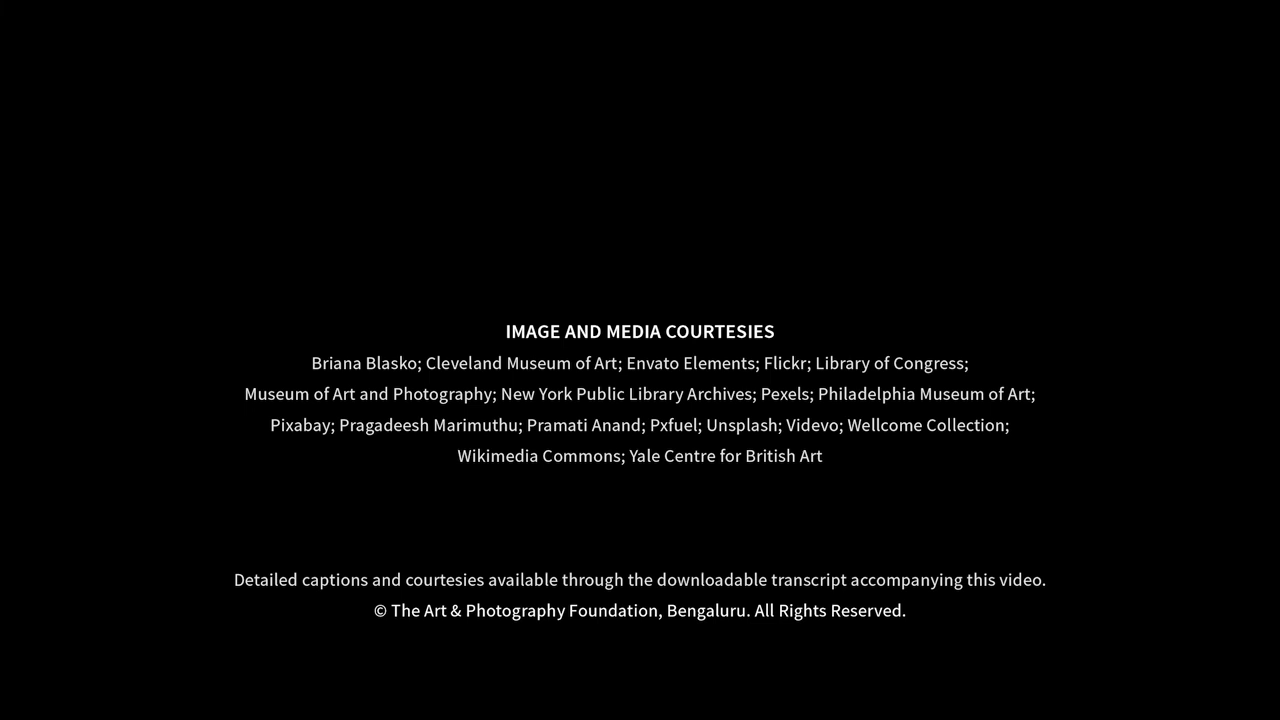 IMAGE AND MEDIA COURTESIES
Briana Blasko; Cleveland Museum of Art; Envato Elements; Flickr; Library of Congress;
Museum of Art and Photography; New York Public Library Archives; Pexels; Philadelphia Museum of Art;
Pixabay; Pragadeesh Marimuthu; Pramati Anand; Pxfuel; Unsplash; Videvo; Wellcome Collection;
Wikimedia Commons; Yale Centre for British Art
Detailed captions and courtesies available through the downloadable transcript accompanying this video.
© The Art & Photography Foundation, Bengaluru. All Rights Reserved.